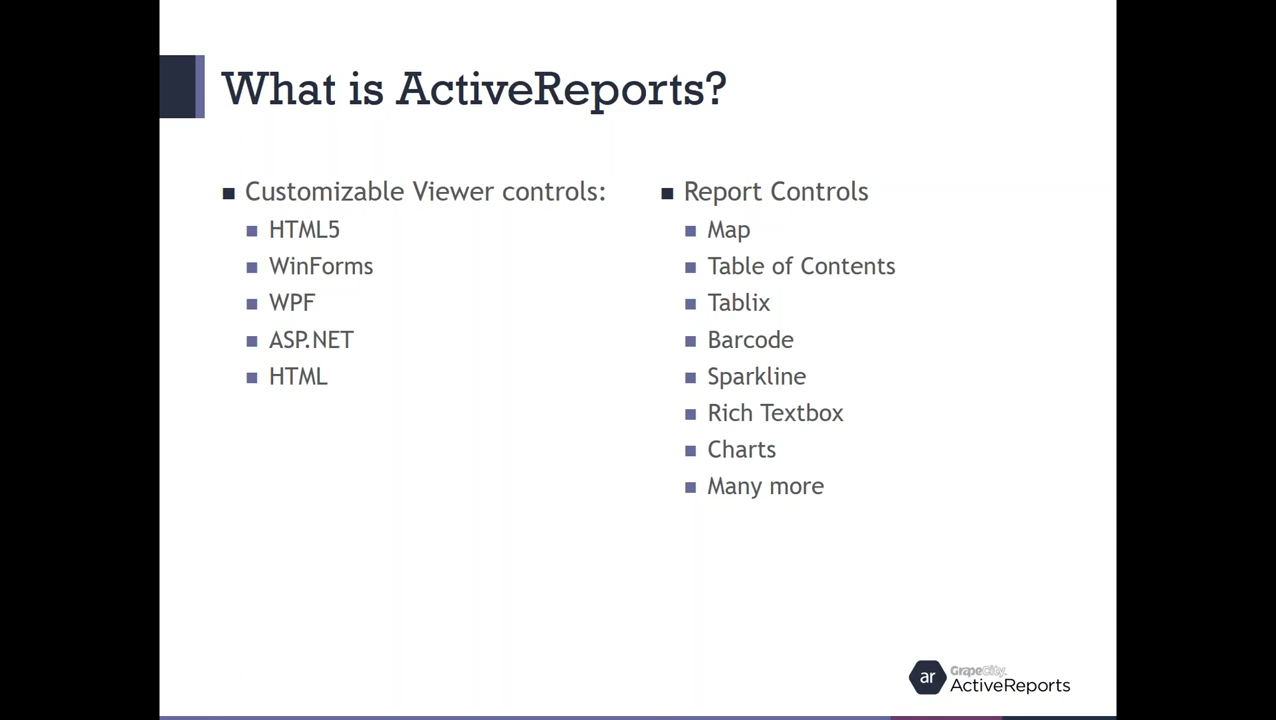 What is ActiveReports?
Customizable Viewer controls:
HTML5
WinForms
WPF
ASP.NET
HTML
Report Controls
Map
Table of Contents
Tablix
Barcode
Sparkline
Rich Textbox
Charts
Many more
ar
GrapeCity
ActiveReports